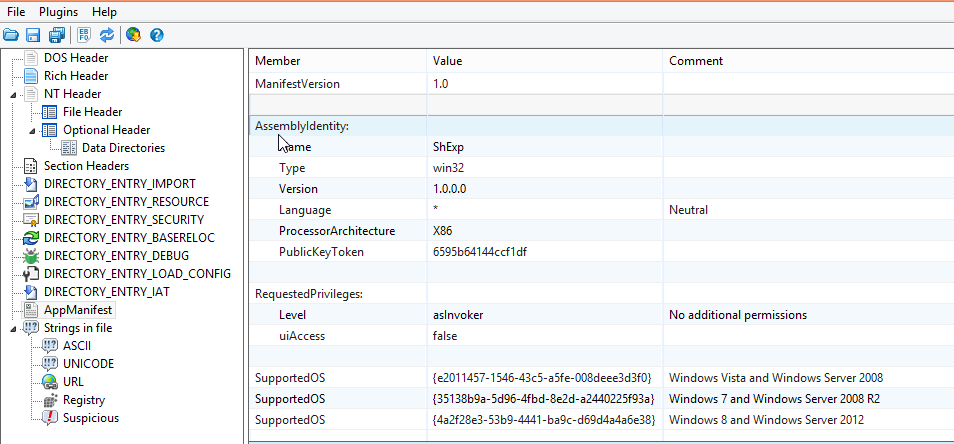 File Plugins Help
DOS Header
Rich Header
NT Header
File Header
Optional Header
Data Directories
Section Headers
DIRECTORY_ENTRY_IMPORT
DIRECTORY_ENTRY_RESOURCE
DIRECTORY_ENTRY_SECURITY
DIRECTORY_ENTRY_BASERELOC
DIRECTORY_ENTRY_DEBUG
DIRECTORY_ENTRY_LOAD_CONFIG
DIRECTORY_ENTRY_IAT
AppManifest
Strings in file
ASCII
UNICODE
URL
Registry
Suspicious
Member Value Comment
ManifestVersion 1.0
AssemblyIdentity:
Name ShExp
Type win32
Version 1.0.0.0
Language * Neutral
ProcessorArchitecture X86
PublicKeyToken 6595b64144ccf1df
RequestedPrivileges:
Level asInvoker No additional permissions
uiAccess false
SupportedOS {e2011457-1546-43c5-a5fe-008deee3d3f0} Windows Vista and Windows Server 2008
SupportedOS {35138b9a-5d96-4fbd-8e2d-a2440225f93a} Windows 7 and Windows Server 2008 R2
SupportedOS {4a2f28e3-53b9-4441-ba9c-d69d4a4a6e38} Windows 8 and Windows Server 2012